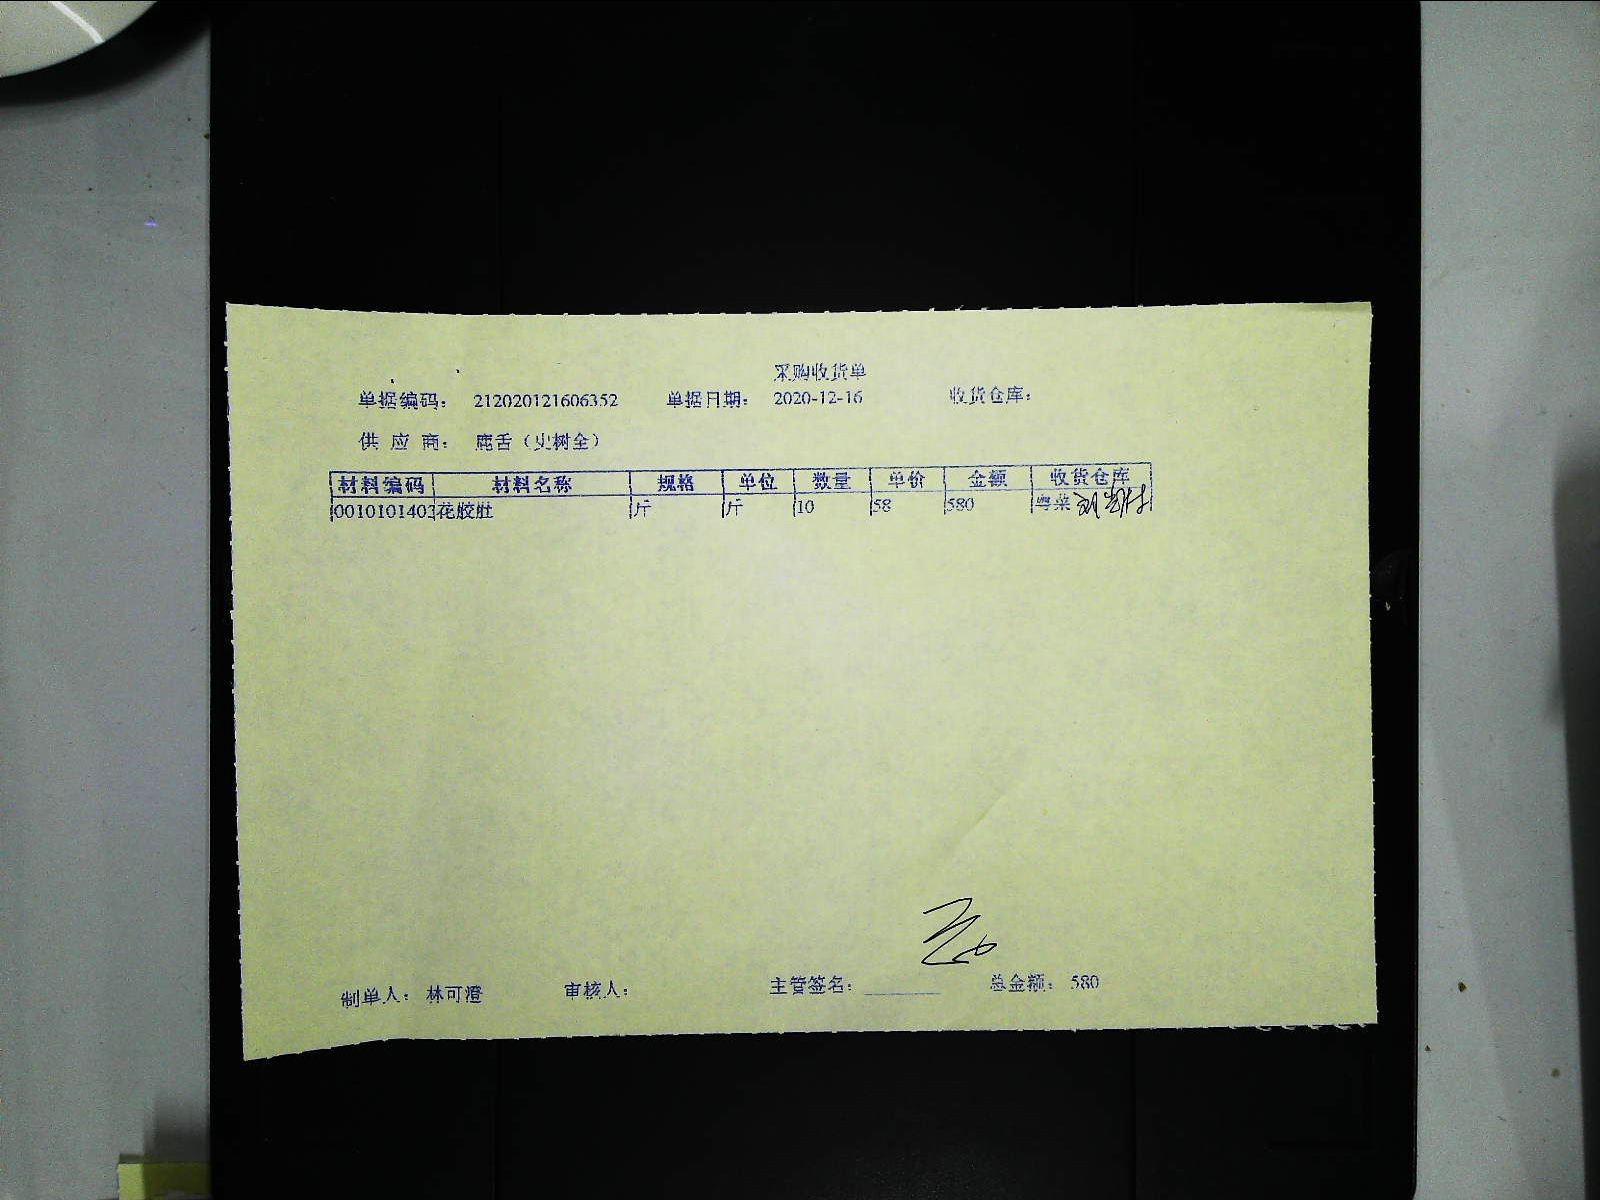 采购收货单
单据编码： 212020121606352 单据日期： 2020-12-16 收货仓库：
供 应 商： 鹿舌（史树全）
材料编码 材料名称 规格 单位 数量 单价 金额 收货仓库
0010101403 花胶肚 斤 斤 10 58 580 粤菜
制单人： 林可澄 审核人： 主管签名： 总金额： 580